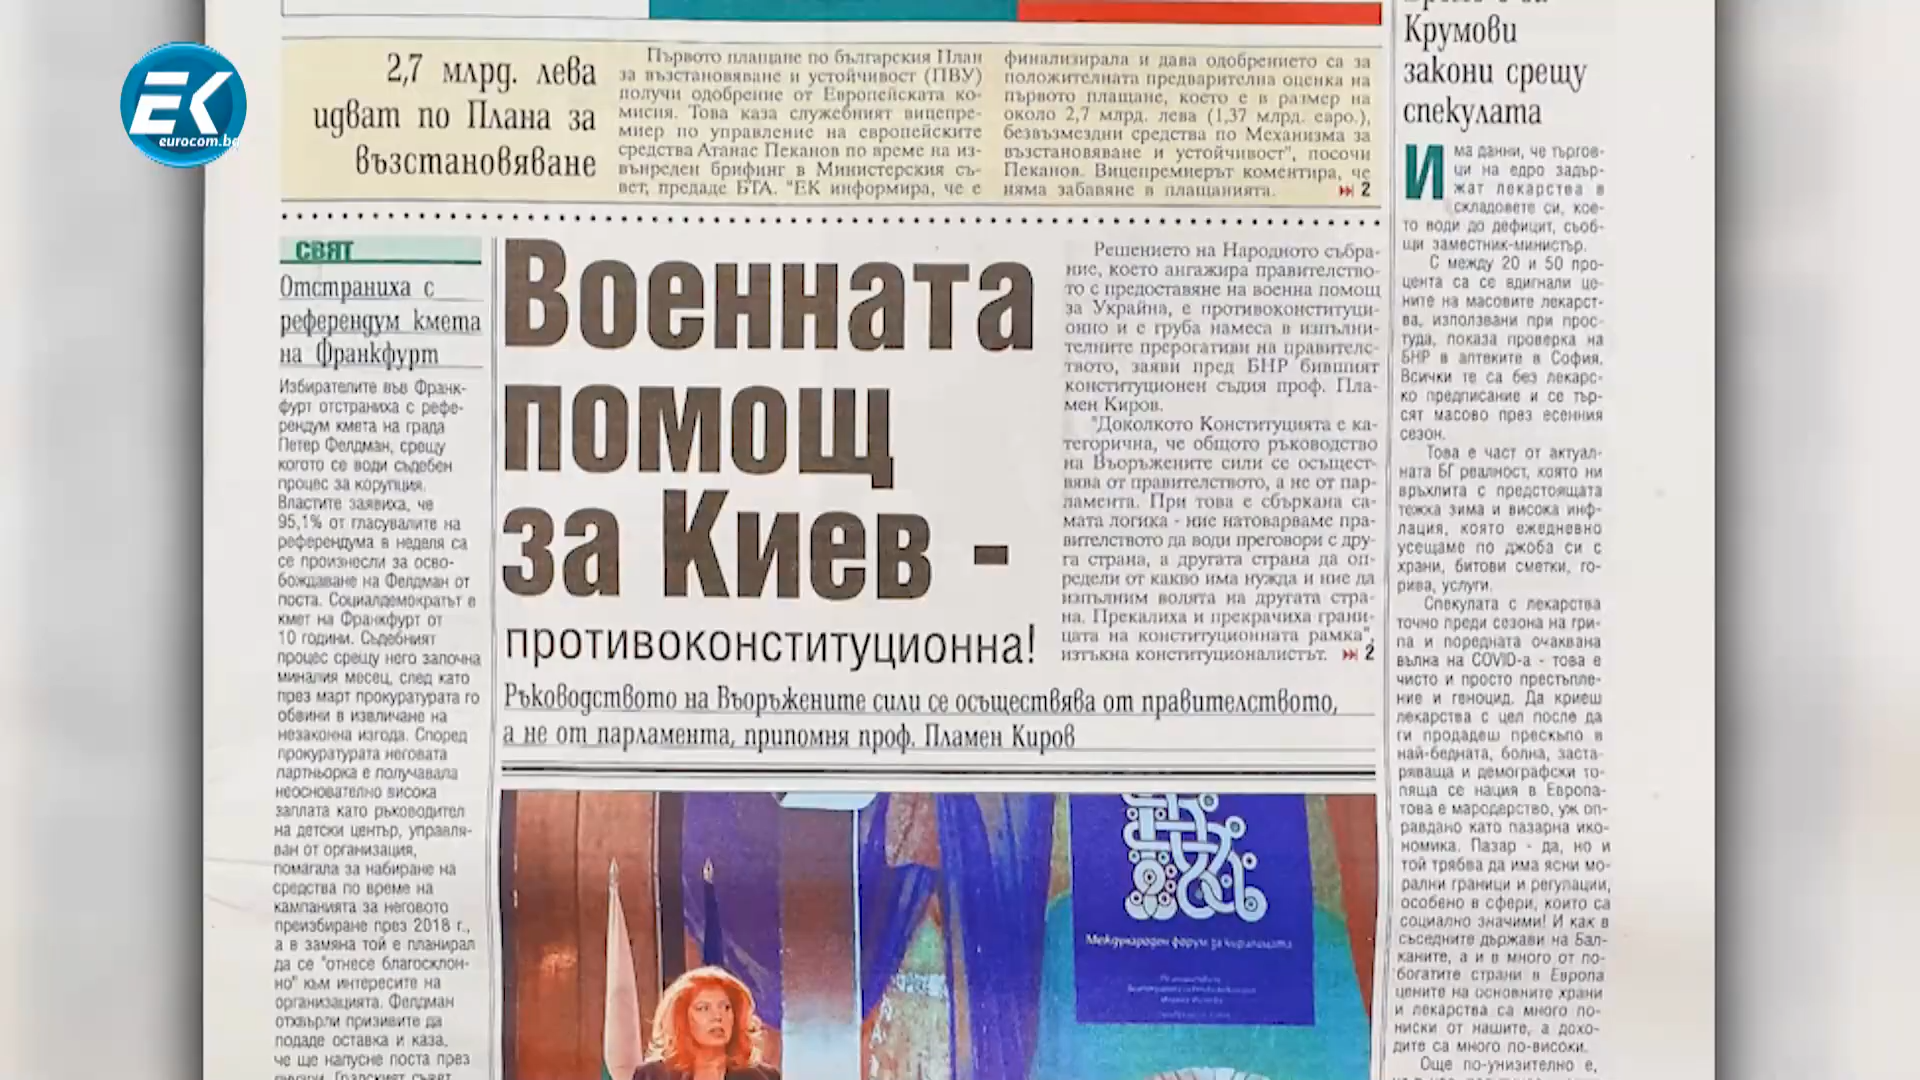 EK
eurocom.bg
2,7 млрд. лева
идват по Плана за
възстановяване
Първото плащане по българския План
за възстановяване и устойчивост (ПВУ)
получи одобрение от Европейската ко-
мисия. Това каза служебният вицепре-
миер по управление на европейските
средства Атанас Пеканов по време на из-
вънреден брифинг в Министерския съ-
вет, предаде БТА. "ЕК информира, че е
финализирала и дава одобрението са за
положителната предварителна оценка на
първото плащане, което е в размер на
около 2,7 млрд. лева (1,37 млрд. евро.),
безвъзмездни средства по Механизма за
възстановяване и устойчивост", посочи
Пеканов. Вицепремиерът коментира, че
няма забавяне в плащанията. 2
СВЯТ
Отстраниха с
референдум кмета
на Франкфурт
Избирателите във Франк-
фурт отстраниха с рефе-
рендум кмета на града
Петер Фелдман, срещу
когото се води съдебен
процес за корупция.
Властите заявиха, че
95,1% от гласувалите на
референдума в неделя са
се произнесли за осво-
бождаване на Фелдман от
поста. Социалдемократът е
кмет на Франкфурт от
10 години. Съдебният
процес срещу него започна
миналия месец, след като
през март прокуратурата го
обвини в извличане на
незаконна изгода. Според
прокуратурата неговата
партньорка е получавала
неоснователно висока
заплата като ръководител
на детски център, управля-
ван от организация,
помагала за набиране на
средства по време на
кампанията за неговото
преизбиране през 2018 г.,
а в замяна той е планирал
да се "отнесе благосклон-
но" към интересите на
организацията. Фелдман
отхвърли призивите да
подаде оставка и каза,
че ще напусне поста през
Военната
помощ
за Киев -
противоконституционна!
Ръководството на Въоръжените сили се осъществява от правителството,
а не от парламента, припомня проф. Пламен Киров
Решението на Народното събра-
ние, което ангажира правителство-
то с предоставяне на военна помощ
за Украйна, е противоконституци-
онно и е груба намеса в изпълни-
телните прерогативи на правителс-
твото, заяви пред БНР бившият
конституционен съдия проф. Пла-
мен Киров.
"Доколкото Конституцията е ка-
тегорична, че общото ръководство
на Въоръжените сили се осъщест-
вява от правителството, а не от пар-
ламента. При това е сбъркана са-
мата логика - ние натоварваме пра-
вителството да води преговори с дру-
га страна, а другата страна да оп-
редели от какво има нужда и ние да
изпълним волята на другата стра-
на. Прекалиха и прекрачиха грани-
цата на конституционната рамка",
изтъкна конституционалистът. 2
Международен форум за кирилицата
Крумови
закони срещу
спекулата
Има данни, че търгов-
ци на едро задър-
жат лекарства в
складовете си, кое-
то води до дефицит, съоб-
щи заместник-министър.
С между 20 и 50 про-
цента са се вдигнали це-
ните на масовите лекарст-
ва, използвани при прос-
туда, показа проверка на
БНР в аптеките в София.
Всички те са без лекарс-
ко предписание и се тър-
сят масово през есенния
сезон.
Това е част от актуал-
ната БГ реалност, която ни
връхлита с предстоящата
тежка зима и висока инф-
лация, която ежедневно
усещаме по джоба си с
храни, битови сметки, го-
рива, услуги.
Спекулата с лекарства
точно преди сезона на гри-
па и поредната очаквана
вълна на COVID-а - това е
чисто и просто престъпле-
ние и геноцид. Да криеш
лекарства с цел после да
ги продадеш прескъпо в
най-бедната, болна, заста-
ряваща и демографски то-
пяща се нация в Европа-
това е мародерство, уж оп-
равдано като пазарна ико-
номика. Пазар - да, но и
той трябва да има ясни мо-
рални граници и регулации,
особено в сфери, които са
социално значими! И как в
съседните държави на Бал-
каните, а и в много от по-
богатите страни в Европа
цените на основните храни
и лекарства са много по-
ниски от нашите, а дохо-
дите са много по-високи.
Още по-унизително е,